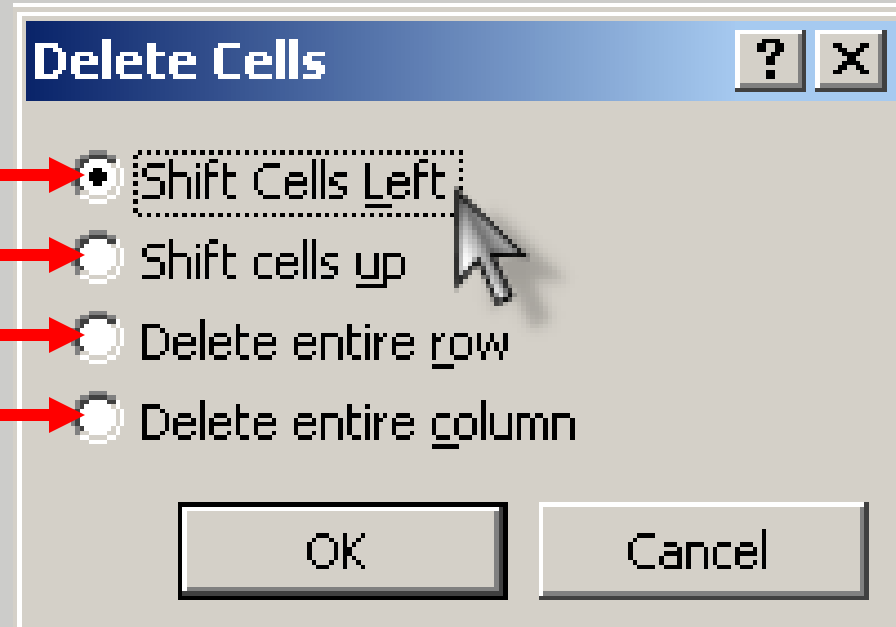 Delete Cells ?
Shift Cells Left
Shift cells up
Delete entire row
Delete entire column
OK Cancel